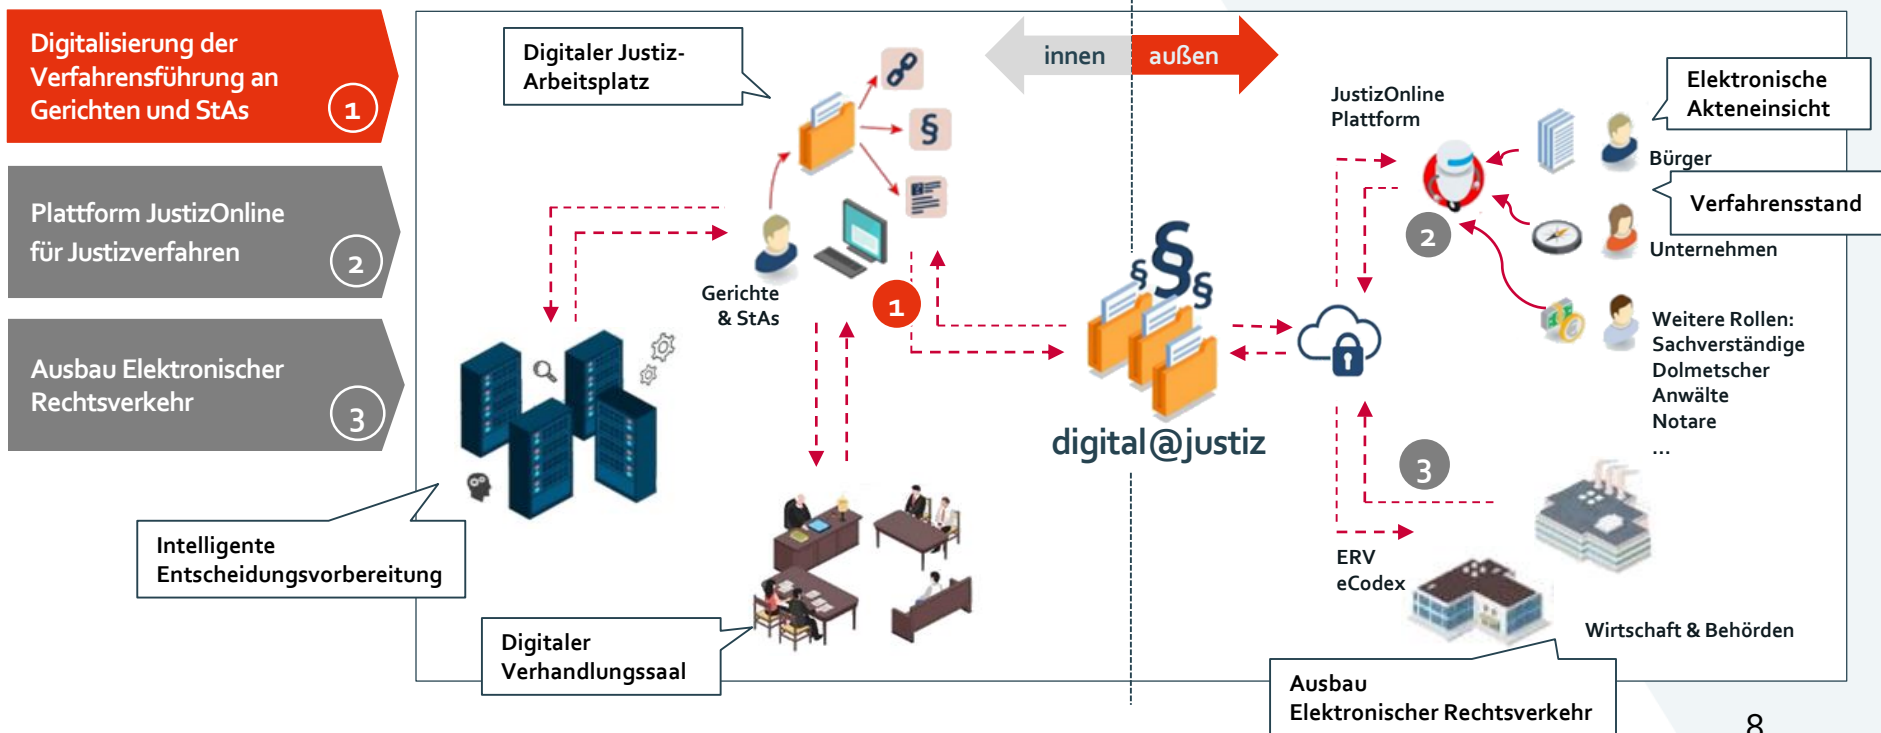 Digitalisierung der
Verfahrensführung an
Gerichten und StAs
1
Plattform JustizOnline
für Justizverfahren
2
Ausbau Elektronischer
Rechtsverkehr
3
Digitaler Justiz-
Arbeitsplatz
innen
außen
§
Gerichte
& StAs
1
Intelligente
Entscheidungsvorbereitung
Digitaler
Verhandlungssaal
§
§
§
digital@justiz
JustizOnline
Plattform
2
Elektronische
Akteneinsicht
Bürger
Verfahrensstand
Unternehmen
€
Weitere Rollen:
Sachverständige
Dolmetscher
Anwälte
Notare
...
3
ERV
eCodex
Wirtschaft & Behörden
Ausbau
Elektronischer Rechtsverkehr
8